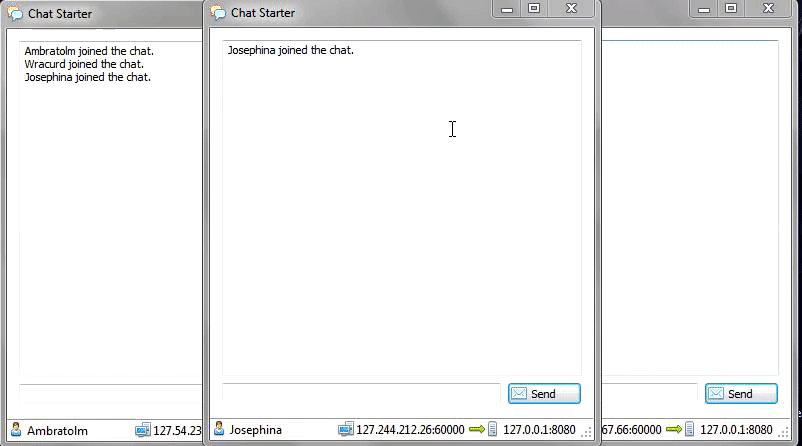 Chat Starter
Ambratolm joined the chat.
Wracurd joined the chat.
Josephina joined the chat.
Ambratolm
127.54.23
Chat Starter
Josephina joined the chat.
Send
Josephina
127.244.212.26:60000
127.0.0.1:8080
Send
67.66:60000
127.0.0.1:8080